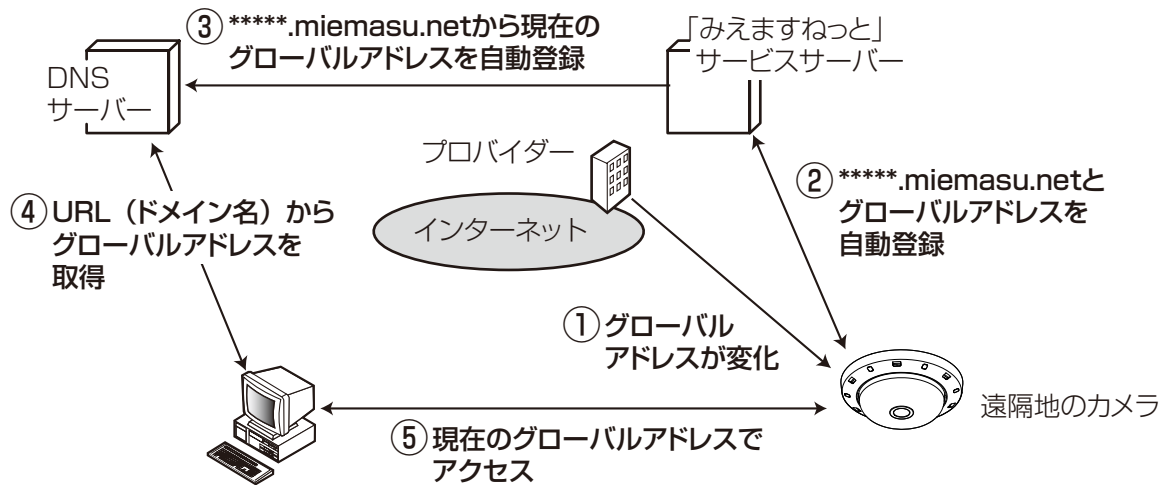 ③*****.miemasu.netから現在の
グローバルアドレスを自動登録
「みえますねっと」
サービスサーバー
DNS
サーバー
プロバイダー
②*****.miemasu.netと
グローバルアドレスを
自動登録
④URL（ドメイン名）から
グローバルアドレスを
取得
インターネット
①グローバル
アドレスが変化
遠隔地のカメラ
⑤現在のグローバルアドレスで
アクセス